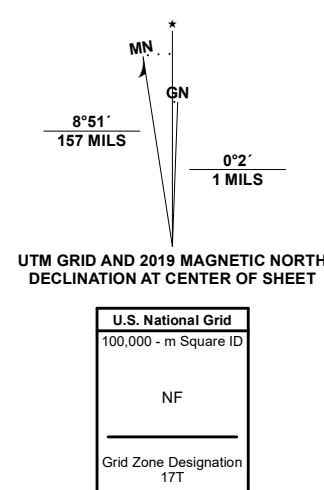 ★
MN
GN
8°51´
157 MILS
0°2´
1 MILS
UTM GRID AND 2019 MAGNETIC NORTH
DECLINATION AT CENTER OF SHEET
U.S. National Grid
100,000 - m Square ID
NF
Grid Zone Designation
17T